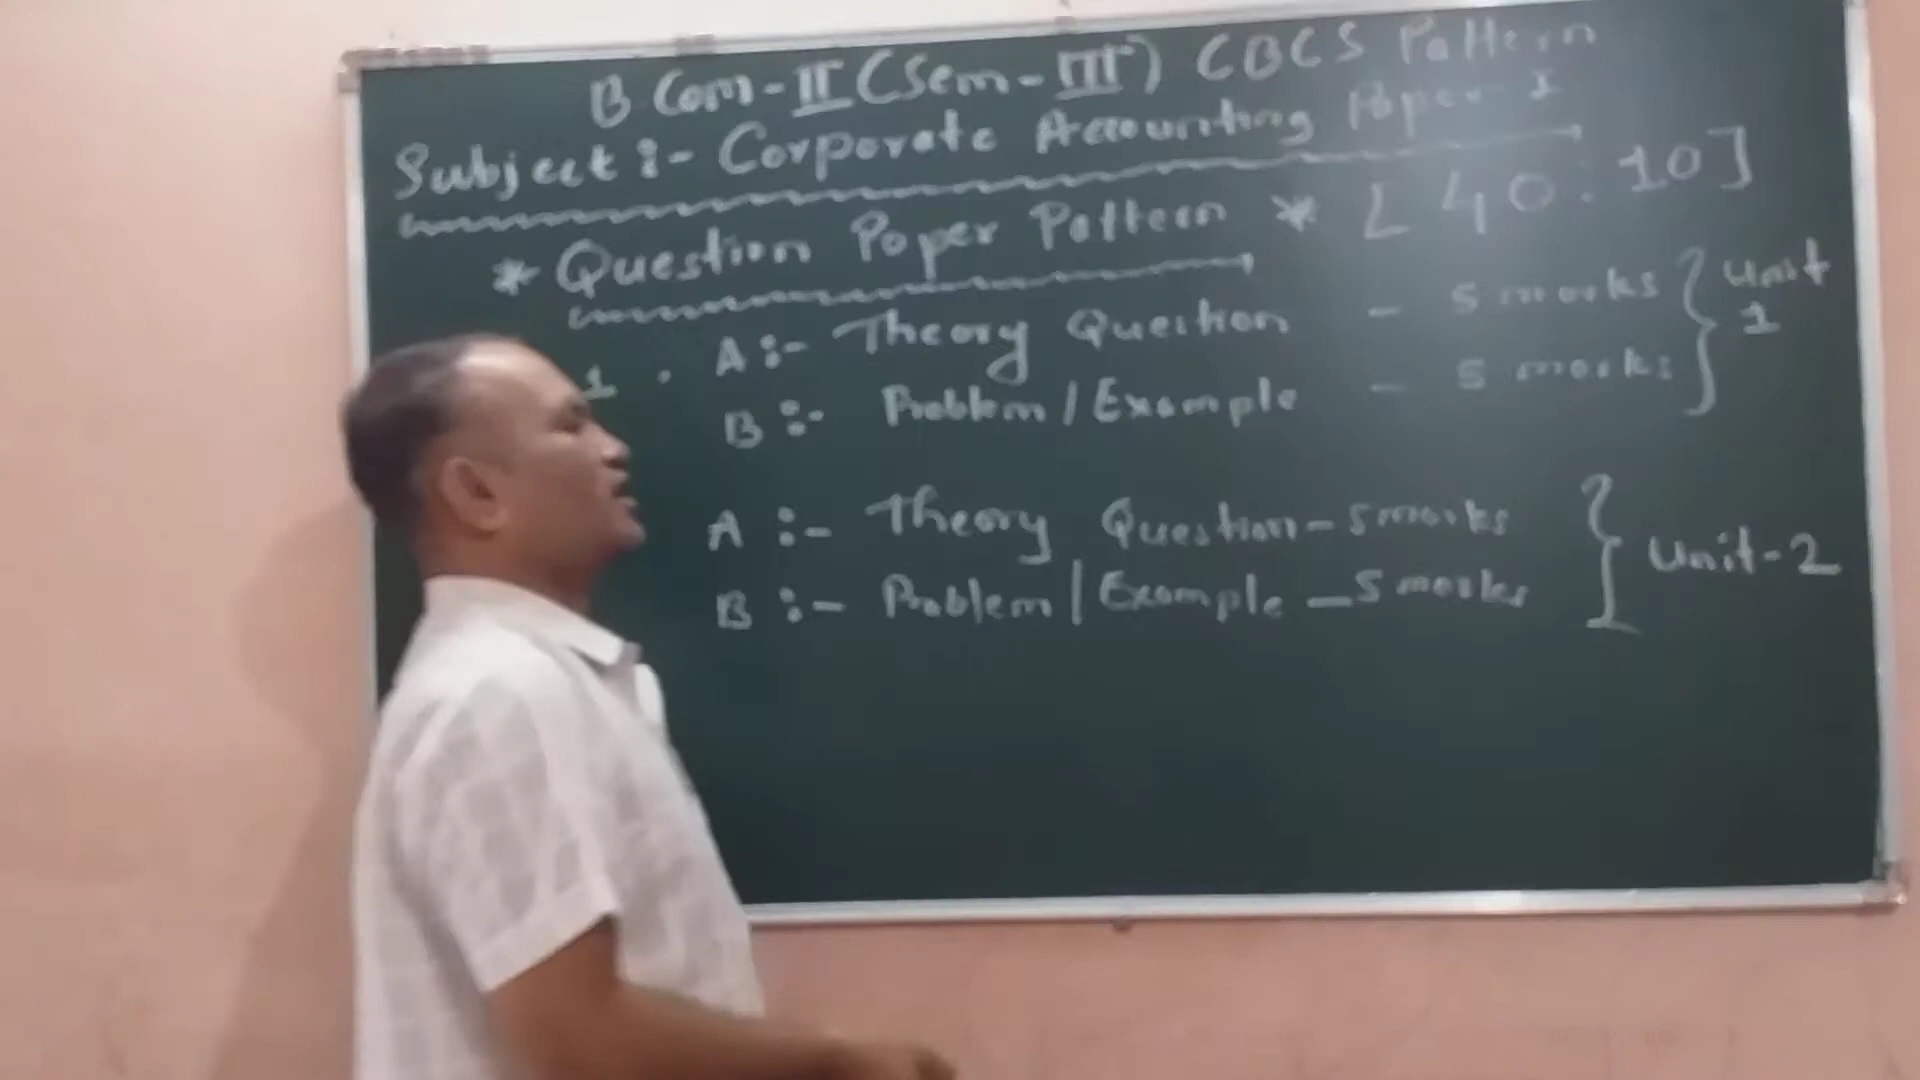 B Com-II (Sem-III) CBCS Pattern
Subject :- Corporate Accounting Paper-I
* Question Paper Pattern * [40:10]
1. A :- Theory Question - 5 marks } Unit 1
B :- Problem/Example - 5 marks
A :- Theory Question - 5 marks } Unit-2
B :- Problem/Example - 5 marks